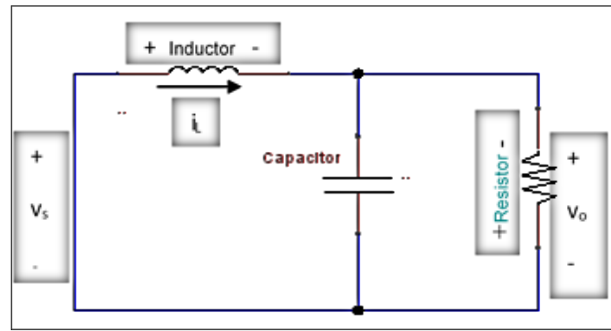 + Inductor -
iL
Capacitor
+
vs
-
+Resistor -
+
vo
-